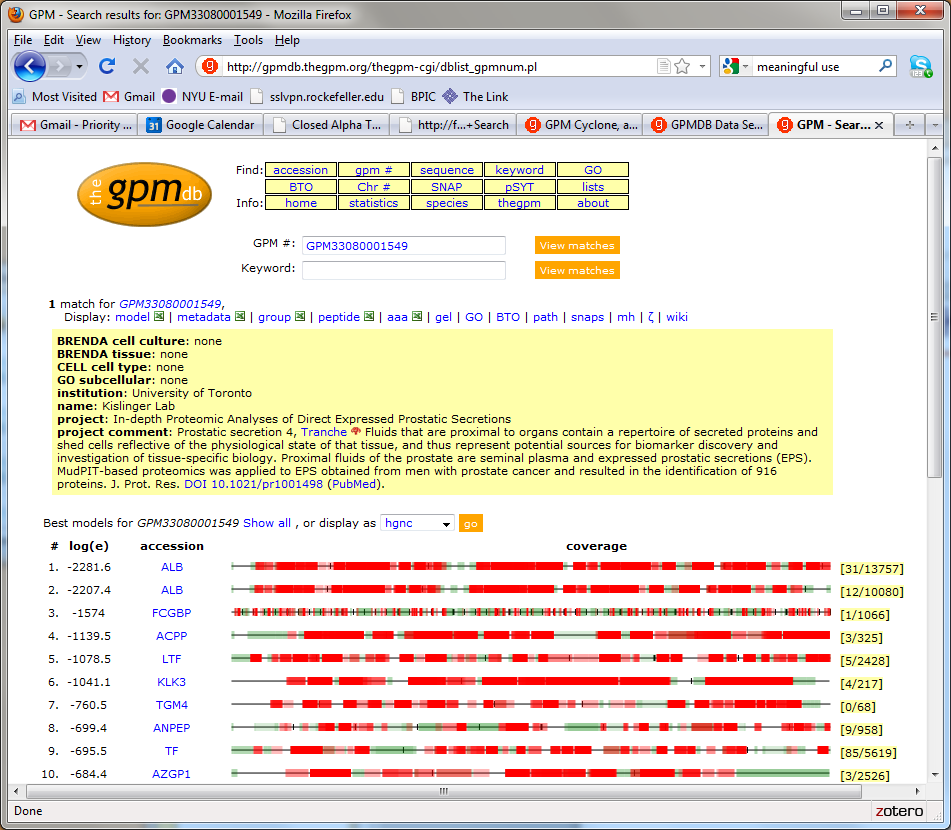 GPM - Search results for: GPM33080001549 - Mozilla Firefox
File Edit View History Bookmarks Tools Help
http://gpmdb.thegpm.org/thegpm-cgi/dblist_gpmnum.pl
meaningful use
Most Visited Gmail NYU E-mail sslvpn.rockefeller.edu BPIC The Link
Gmail - Priority ... 31 Google Calendar Closed Alpha T... http://f...+Search GPM Cyclone, a... GPMDB Data Se... GPM - Sear...
the gpm db
Find: accession gpm # sequence keyword GO
BTO Chr # SNAP pSYT lists
Info: home statistics species thegpm about
GPM #: GPM33080001549 View matches
Keyword: View matches
1 match for GPM33080001549,
Display: model | metadata | group | peptide | aaa | gel | GO | BTO | path | snaps | mh | ζ | wiki
BRENDA cell culture: none
BRENDA tissue: none
CELL cell type: none
GO subcellular: none
institution: University of Toronto
name: Kislinger Lab
project: In-depth Proteomic Analyses of Direct Expressed Prostatic Secretions
project comment: Prostatic secretion 4, Tranche Fluids that are proximal to organs contain a repertoire of secreted proteins and
shed cells reflective of the physiological state of that tissue, and thus represent potential sources for biomarker discovery and
investigation of tissue-specific biology. Proximal fluids of the prostate are seminal plasma and expressed prostatic secretions (EPS).
MudPIT-based proteomics was applied to EPS obtained from men with prostate cancer and resulted in the identification of 916
proteins. J. Prot. Res. DOI 10.1021/pr1001498 (PubMed).
Best models for GPM33080001549 Show all , or display as hgnc go
# log(e) accession coverage
1. -2281.6 ALB [31/13757]
2. -2207.4 ALB [12/10080]
3. -1574 FCGBP [1/1066]
4. -1139.5 ACPP [3/325]
5. -1078.5 LTF [5/2428]
6. -1041.1 KLK3 [4/217]
7. -760.5 TGM4 [0/68]
8. -699.4 ANPEP [9/958]
9. -695.5 TF [85/5619]
10. -684.4 AZGP1 [3/2526]
Done zotero